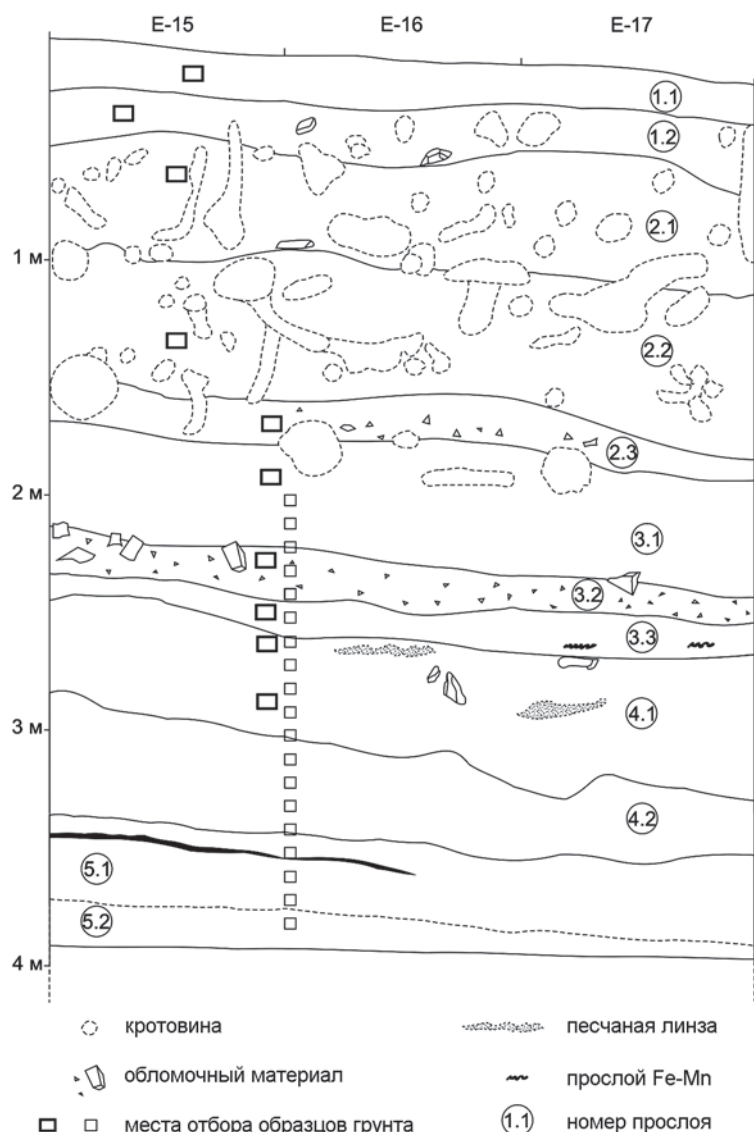 E-15 E-16 E-17
1.1
1.2
2.1
1 м
2.2
2.3
2 м
3.1
3.2
3.3
4.1
3 м
4.2
5.1
5.2
4 м
кротовина
песчаная линза
обломочный материал
прослой Fe-Mn
места отбора образцов грунта
1.1 номер прослоя